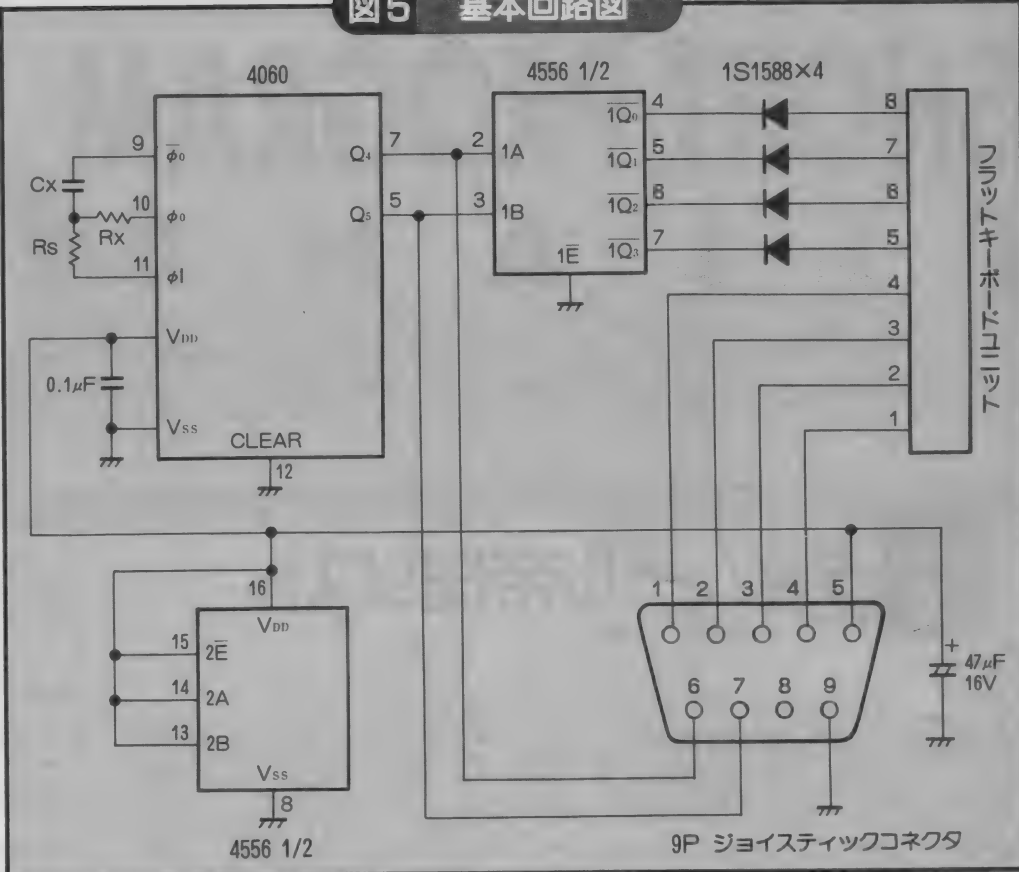 図5 基本回路図
4060
4556 1/2
1S1588×4
9 φ̅0
10 φ0
11 φI
Cx
Rx
Rs
VDD
0.1μF
VSS
CLEAR
12
Q4 7
Q5 5
2 1A
3 1B
1E̅
1Q0 4
1Q1 5
1Q2 6
1Q3 7
8
7
6
5
4
3
2
1
フラットキーボードユニット
16
VDD
15 2E̅
14 2A
13 2B
VSS
8
4556 1/2
1 2 3 4 5
6 7 8 9
+
47μF
16V
9P ジョイスティックコネクタ